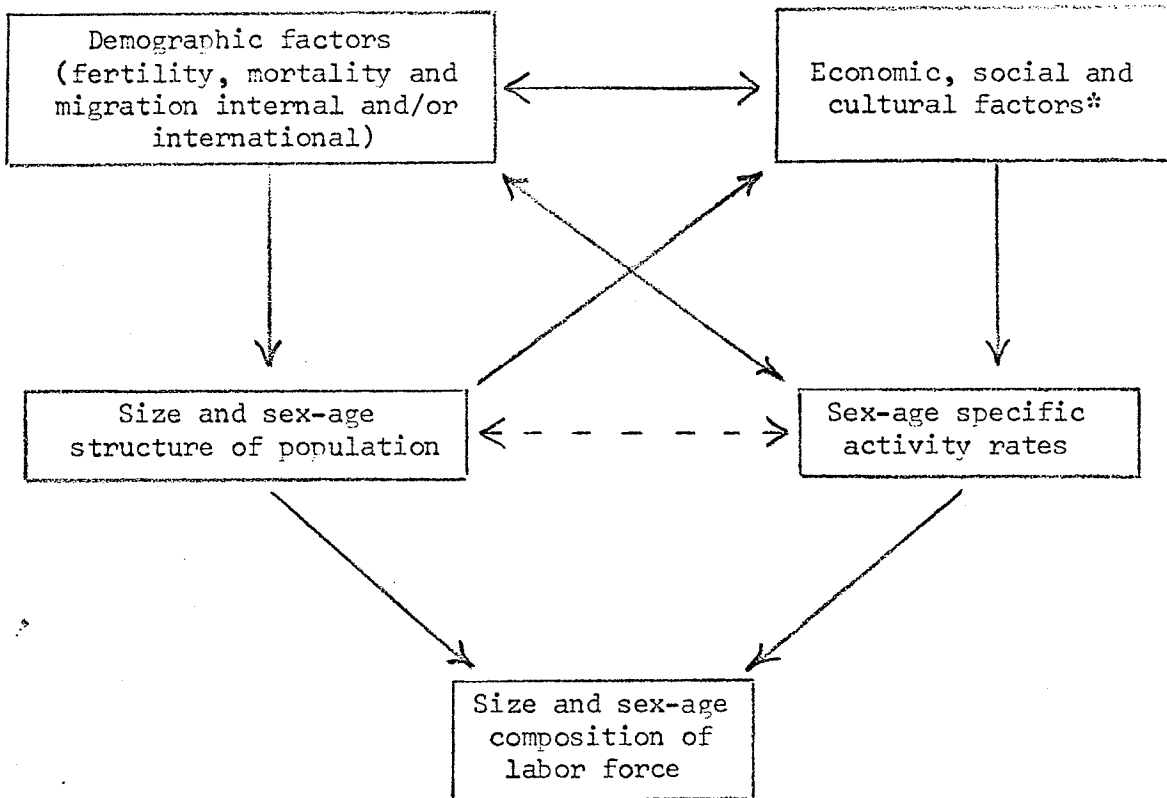 Demographic factors
(fertility, mortality and
migration internal and/or
international)
Economic, social and
cultural factors*
Size and sex-age
structure of population
Sex-age specific
activity rates
Size and sex-age
composition of
labor force